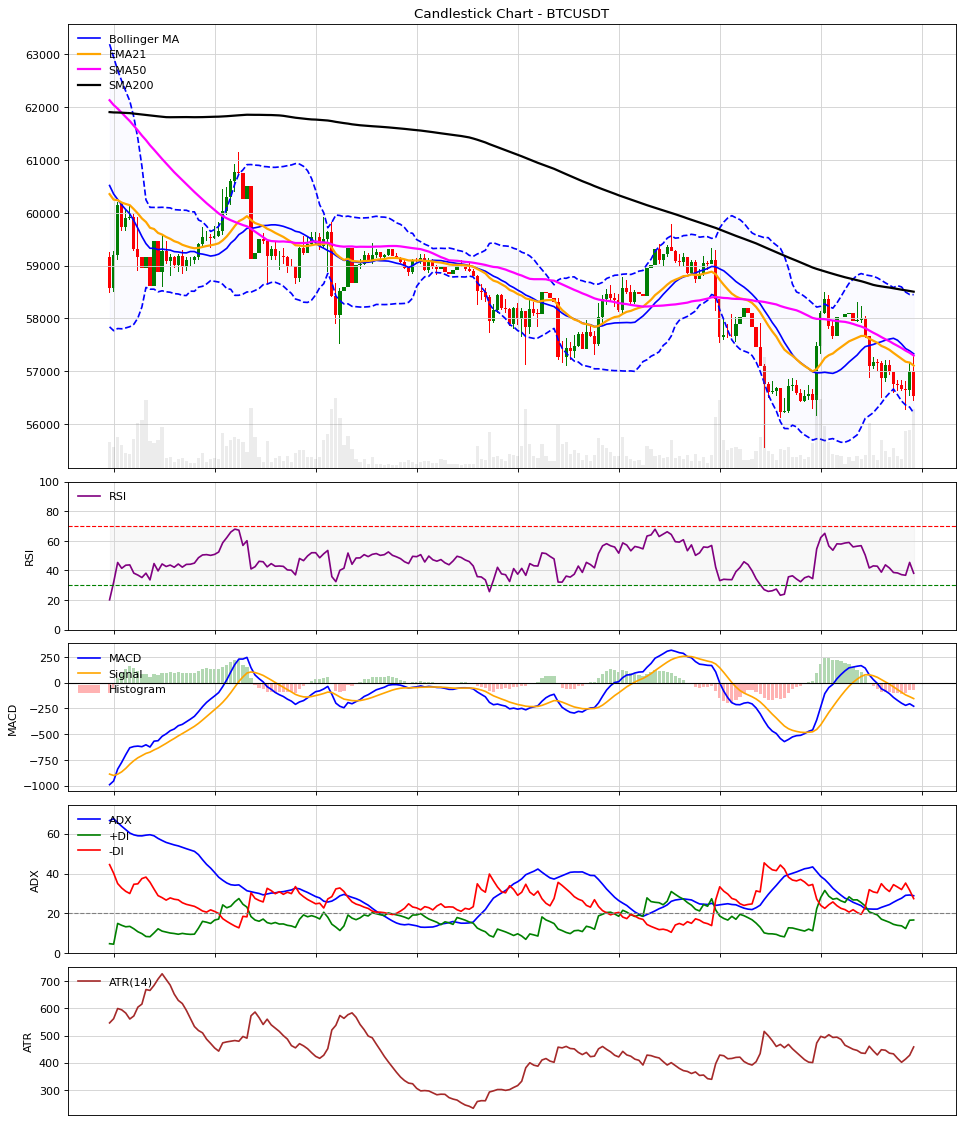 Candlestick Chart - BTCUSDT
Bollinger MA
EMA21
SMA50
SMA200
63000
62000
61000
60000
59000
58000
57000
56000
RSI
100
80
60
40
20
0
RSI
MACD
Signal
Histogram
250
0
−250
−500
−750
−1000
MACD
ADX
+DI
-DI
60
40
20
0
ADX
ATR(14)
700
600
500
400
300
ATR